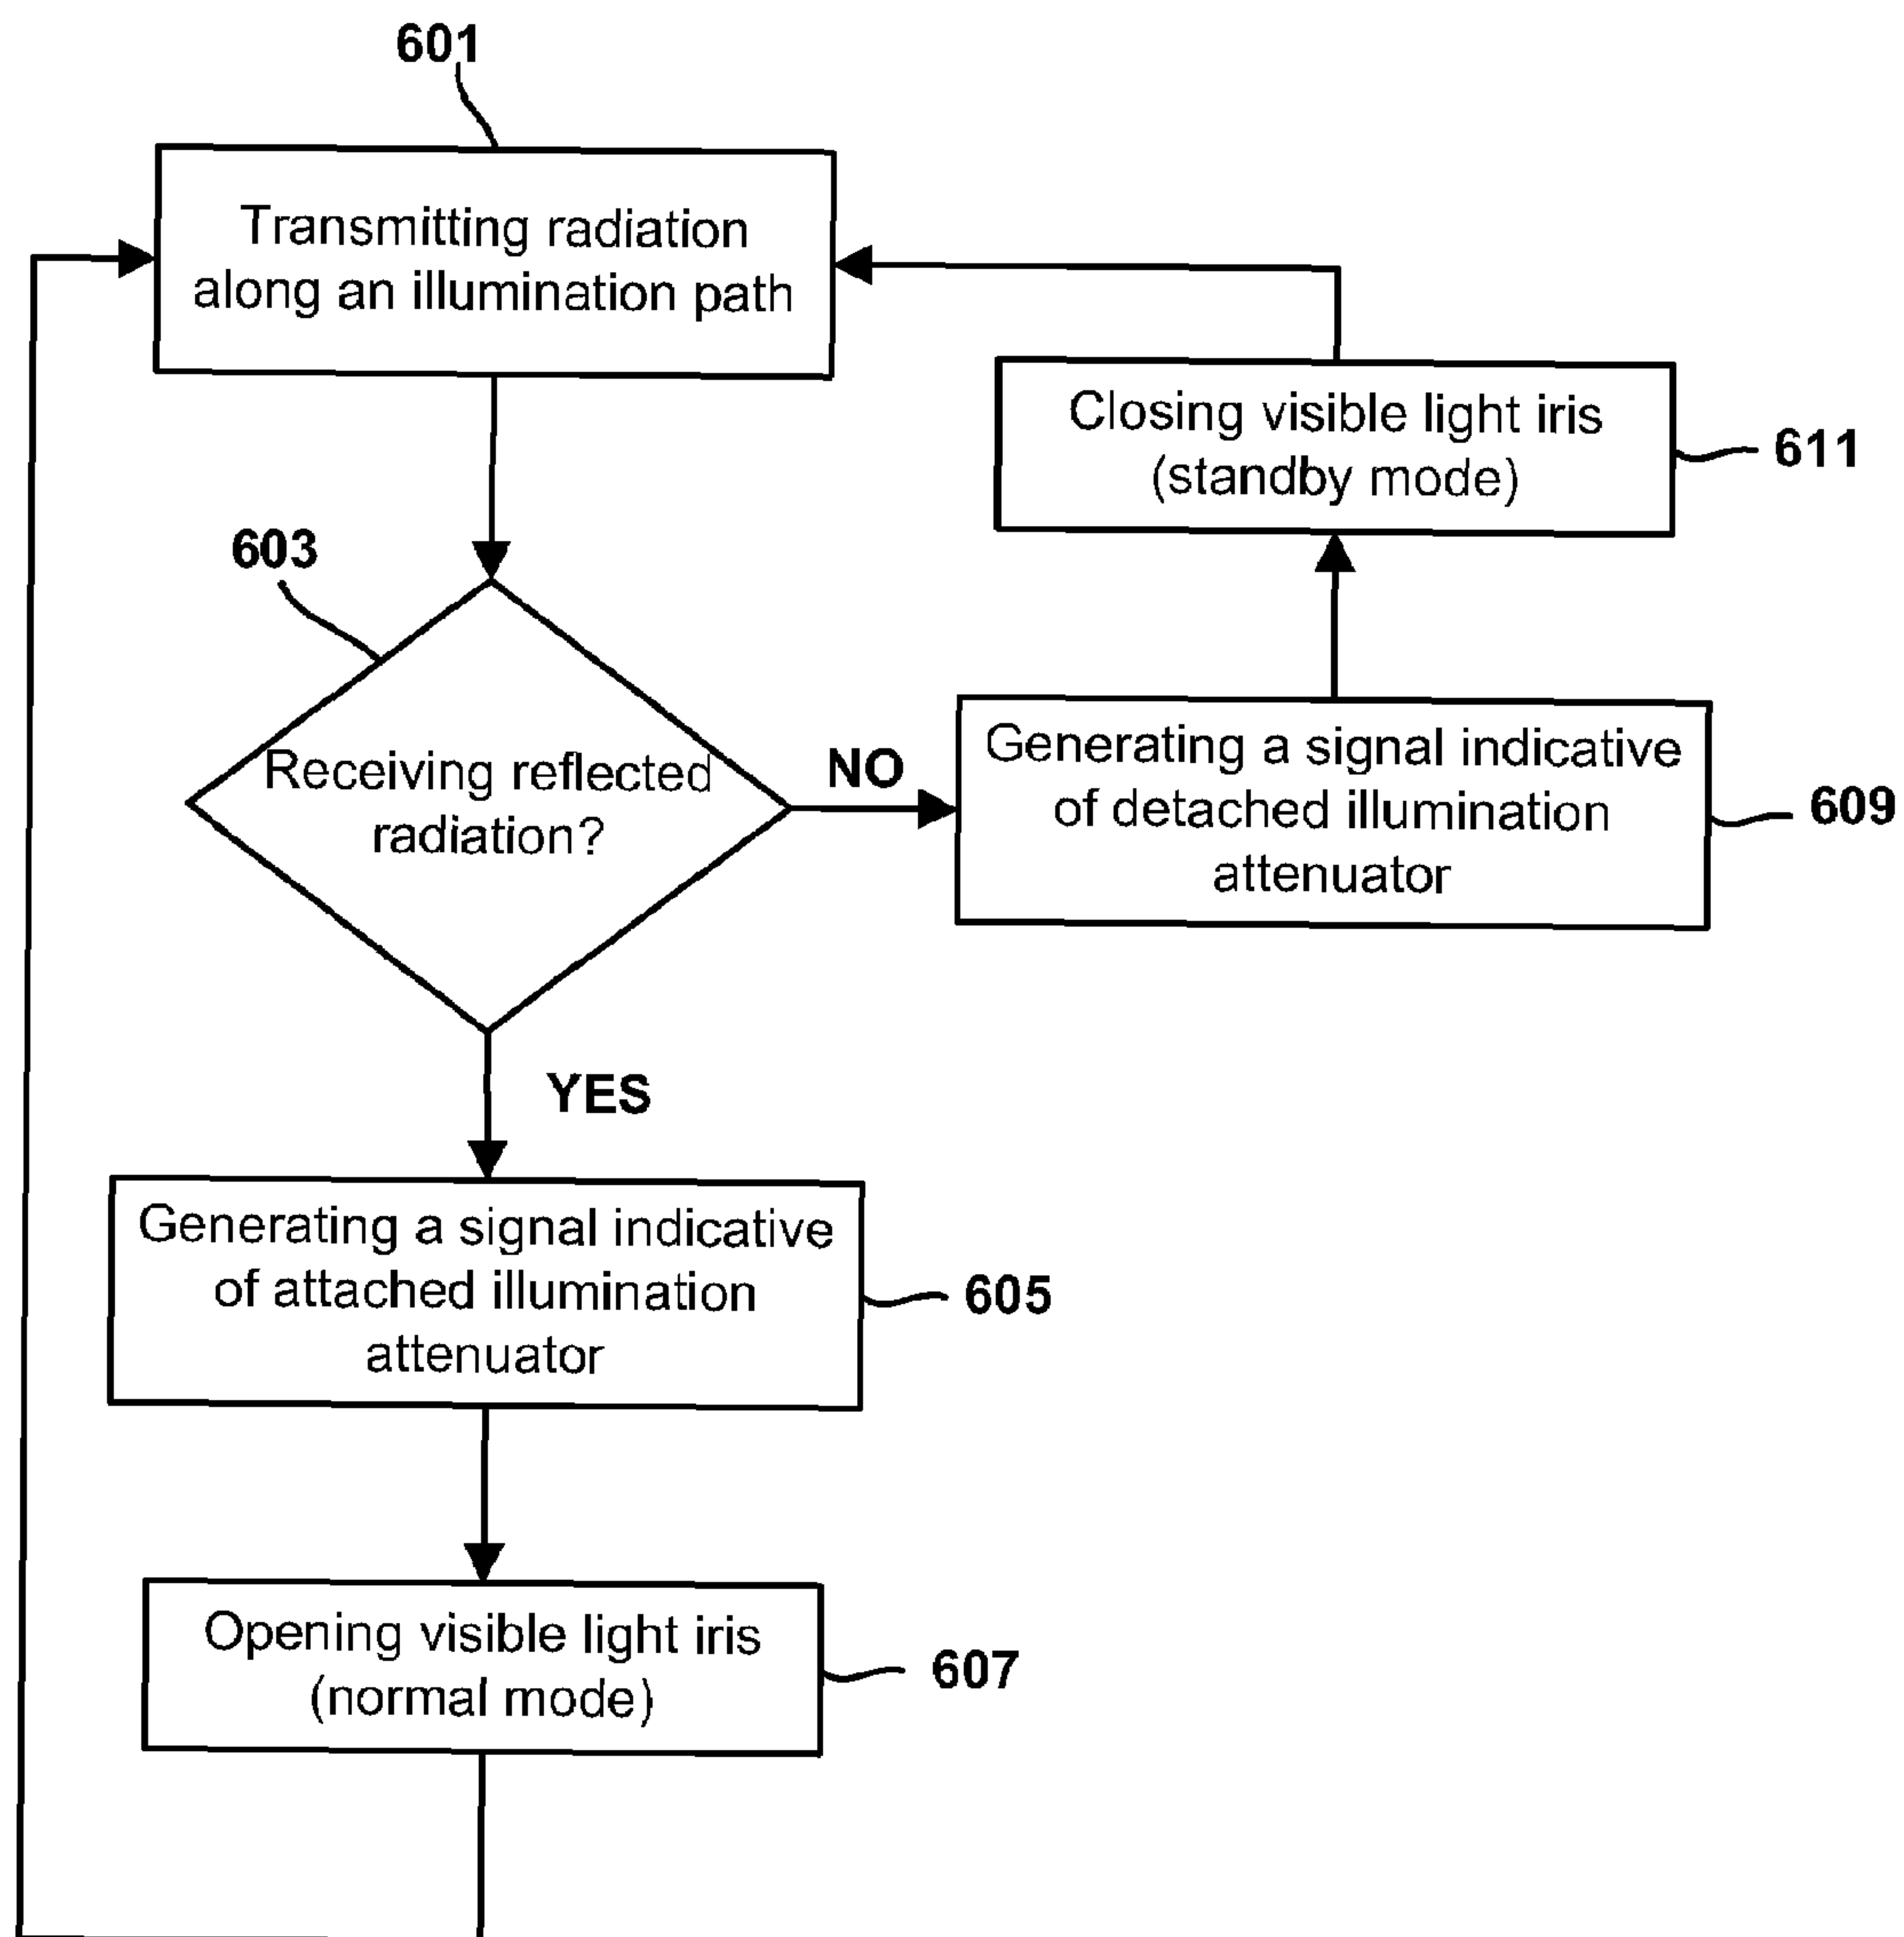 601
Transmitting radiation
along an illumination path
Closing visible light iris
(standby mode)
611
603
Receiving reflected
radiation?
NO
Generating a signal indicative
of detached illumination
attenuator
609
YES
Generating a signal indicative
of attached illumination
attenuator
605
Opening visible light iris
(normal mode)
607